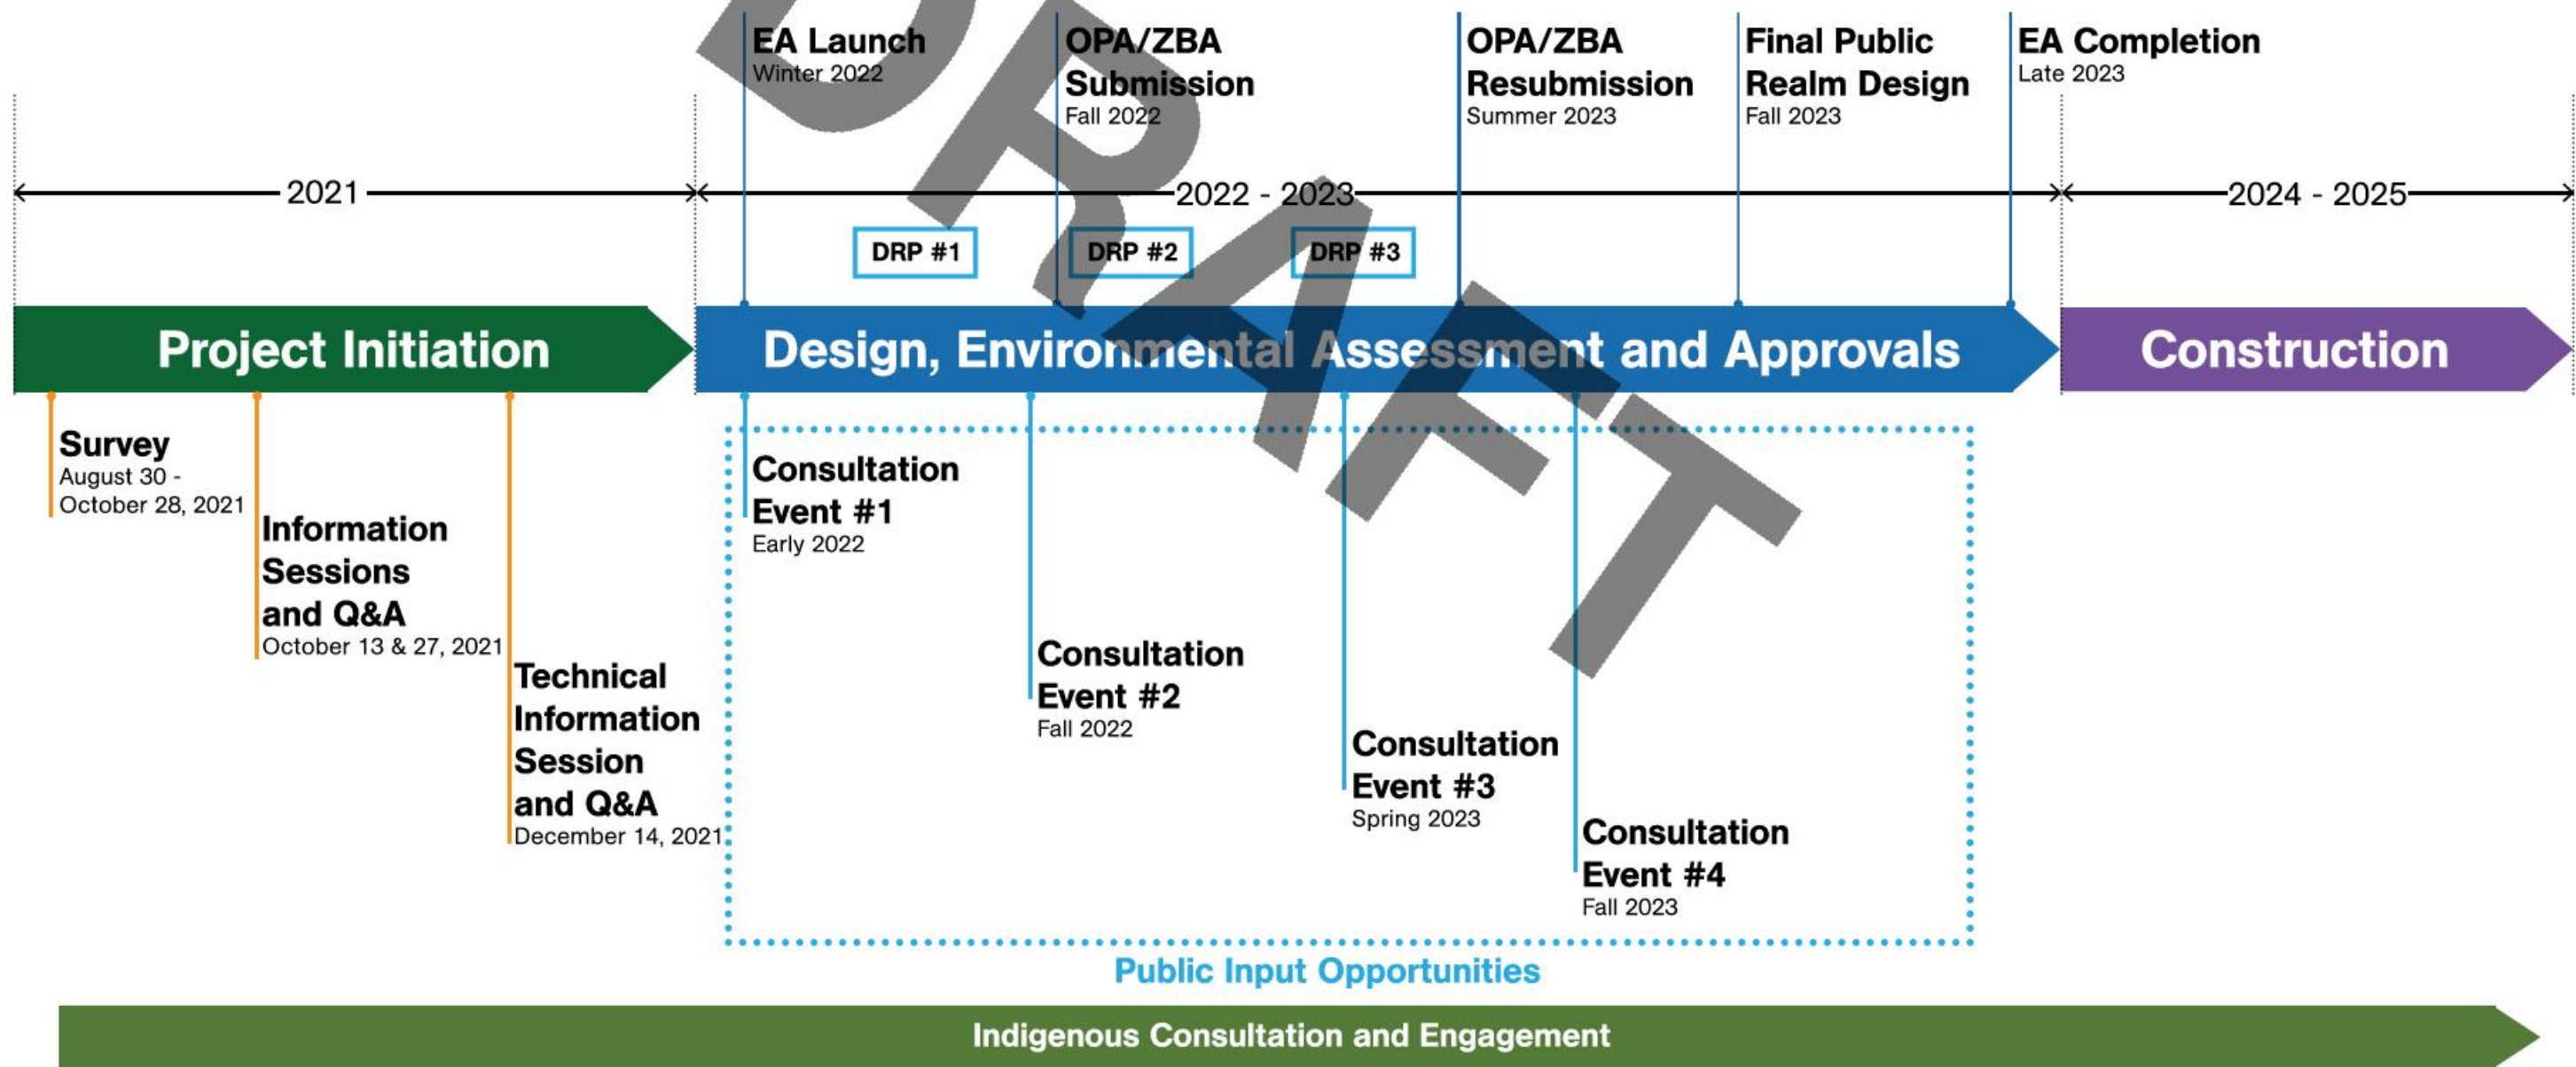 EA Launch
Winter 2022
OPA/ZBA
Submission
Fall 2022
OPA/ZBA
Resubmission
Summer 2023
Final Public
Realm Design
Fall 2023
EA Completion
Late 2023
2021
2022 - 2023
2024 - 2025
DRP #1
DRP #2
DRP #3
Project Initiation
Design, Environmental Assessment and Approvals
Construction
Survey
August 30 -
October 28, 2021
Information
Sessions
and Q&A
October 13 & 27, 2021
Technical
Information
Session
and Q&A
December 14, 2021
Consultation
Event #1
Early 2022
Consultation
Event #2
Fall 2022
Consultation
Event #3
Spring 2023
Consultation
Event #4
Fall 2023
Public Input Opportunities
Indigenous Consultation and Engagement
DRAFT